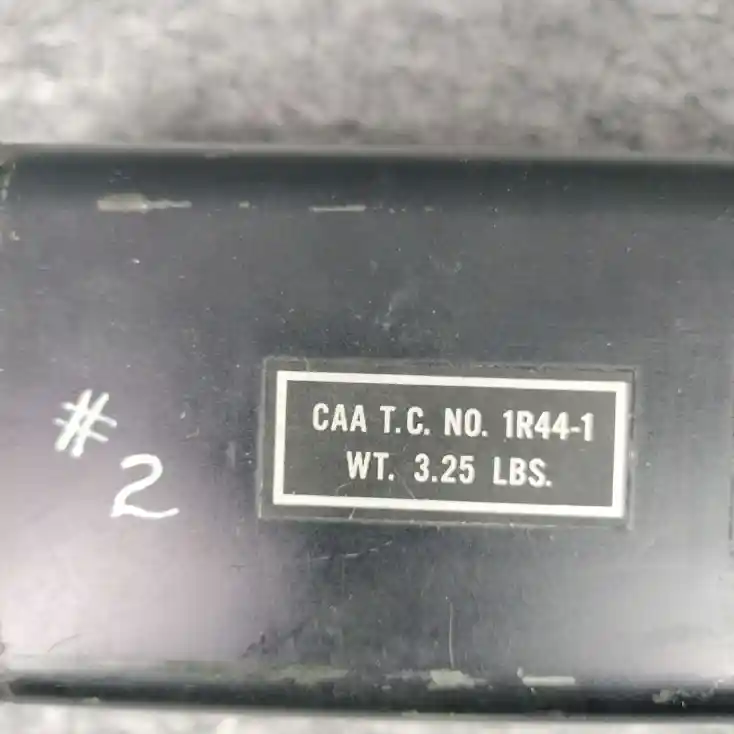 #
2
CAA T.C. NO. 1R44-1
WT. 3.25 LBS.